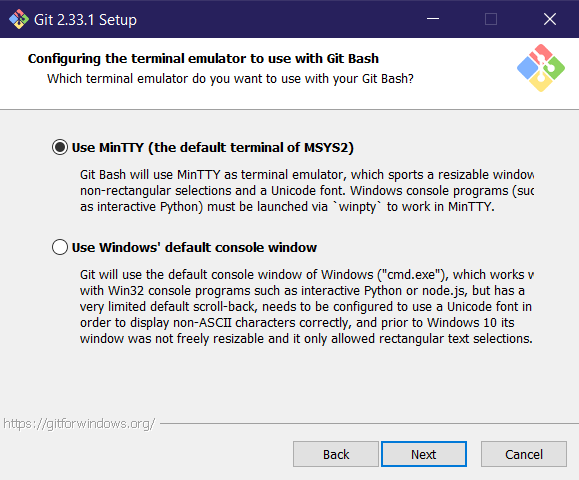 Git 2.33.1 Setup
Configuring the terminal emulator to use with Git Bash
Which terminal emulator do you want to use with your Git Bash?
Use MinTTY (the default terminal of MSYS2)
Git Bash will use MinTTY as terminal emulator, which sports a resizable window
non-rectangular selections and a Unicode font. Windows console programs (suc
as interactive Python) must be launched via `winpty` to work in MinTTY.
Use Windows' default console window
Git will use the default console window of Windows ("cmd.exe"), which works w
with Win32 console programs such as interactive Python or node.js, but has a
very limited default scroll-back, needs to be configured to use a Unicode font in
order to display non-ASCII characters correctly, and prior to Windows 10 its
window was not freely resizable and it only allowed rectangular text selections.
https://gitforwindows.org/
Back
Next
Cancel